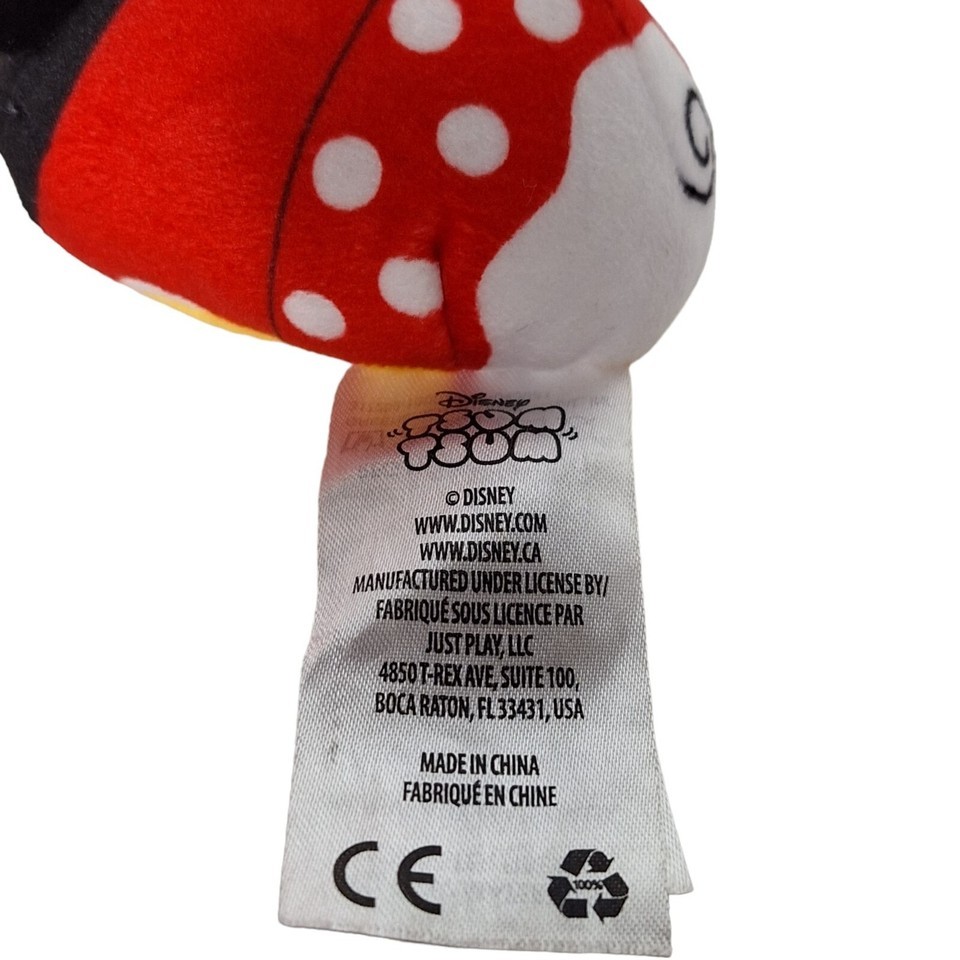 Disney
TSUM
TSUM
© DISNEY
WWW.DISNEY.COM
WWW.DISNEY.CA
MANUFACTURED UNDER LICENSE BY/
FABRIQUÉ SOUS LICENCE PAR
JUST PLAY, LLC
4850 T-REX AVE, SUITE 100,
BOCA RATON, FL 33431, USA
MADE IN CHINA
FABRIQUÉ EN CHINE
CE
100%